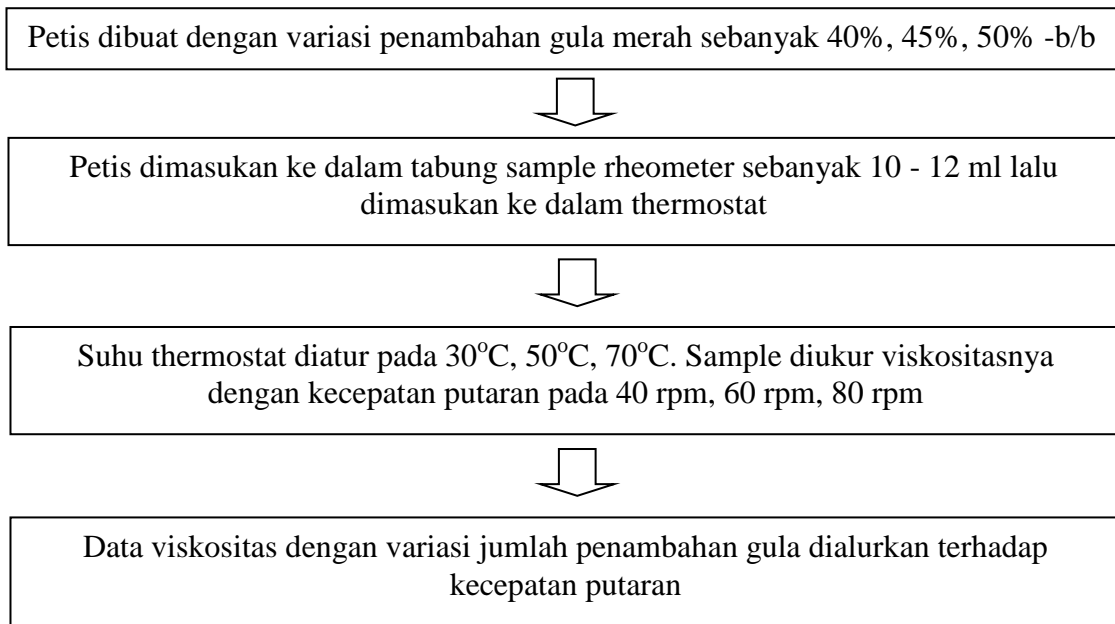 Petis dibuat dengan variasi penambahan gula merah sebanyak 40%, 45%, 50% -b/b
Petis dimasukan ke dalam tabung sample rheometer sebanyak 10 - 12 ml lalu
dimasukan ke dalam thermostat
Suhu thermostat diatur pada 30°C, 50°C, 70°C. Sample diukur viskositasnya
dengan kecepatan putaran pada 40 rpm, 60 rpm, 80 rpm
Data viskositas dengan variasi jumlah penambahan gula dialurkan terhadap
kecepatan putaran